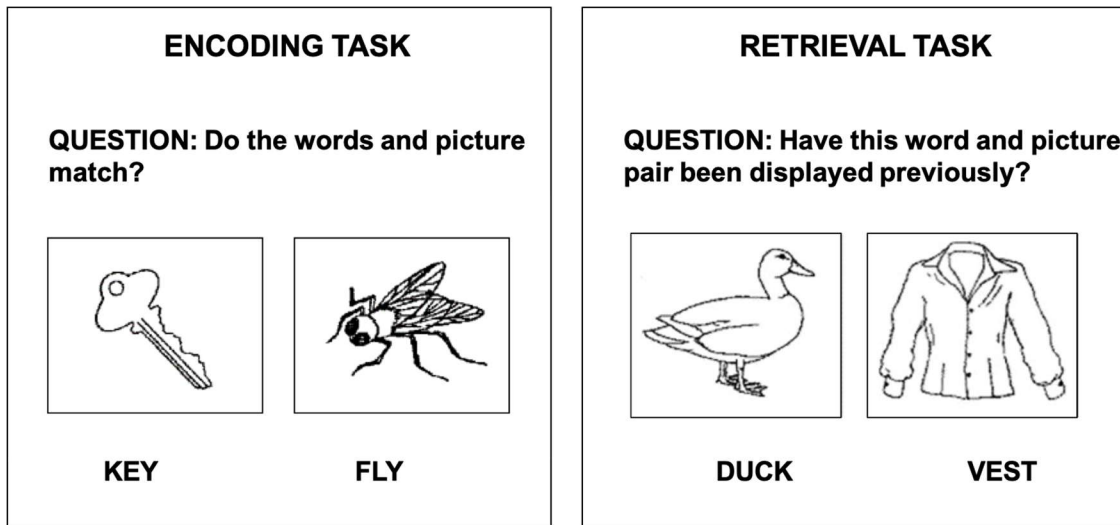 ENCODING TASK
QUESTION: Do the words and picture
match?
KEY FLY
RETRIEVAL TASK
QUESTION: Have this word and picture
pair been displayed previously?
DUCK VEST